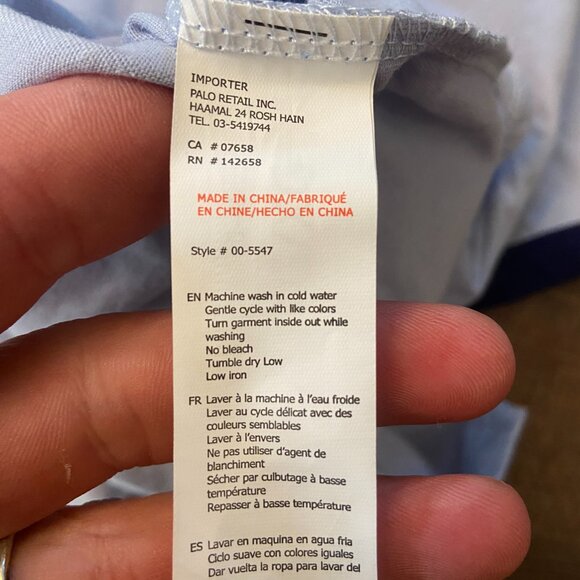 IMPORTER
PALO RETAIL INC.
HAAMAL 24 ROSH HAIN
TEL. 03-5419744
CA # 07658
RN # 142658
MADE IN CHINA/FABRIQUÉ
EN CHINE/HECHO EN CHINA
Style # 00-5547
EN Machine wash in cold water
Gentle cycle with like colors
Turn garment inside out while
washing
No bleach
Tumble dry Low
Low iron
FR Laver à la machine à l'eau froide
Laver au cycle délicat avec des
couleurs semblables
Laver à l'envers
Ne pas utiliser d'agent de
blanchiment
Sécher par culbutage à basse
température
Repasser à basse température
ES Lavar en maquina en agua fria
Ciclo suave con colores iguales
Dar vuelta la ropa para lavar del